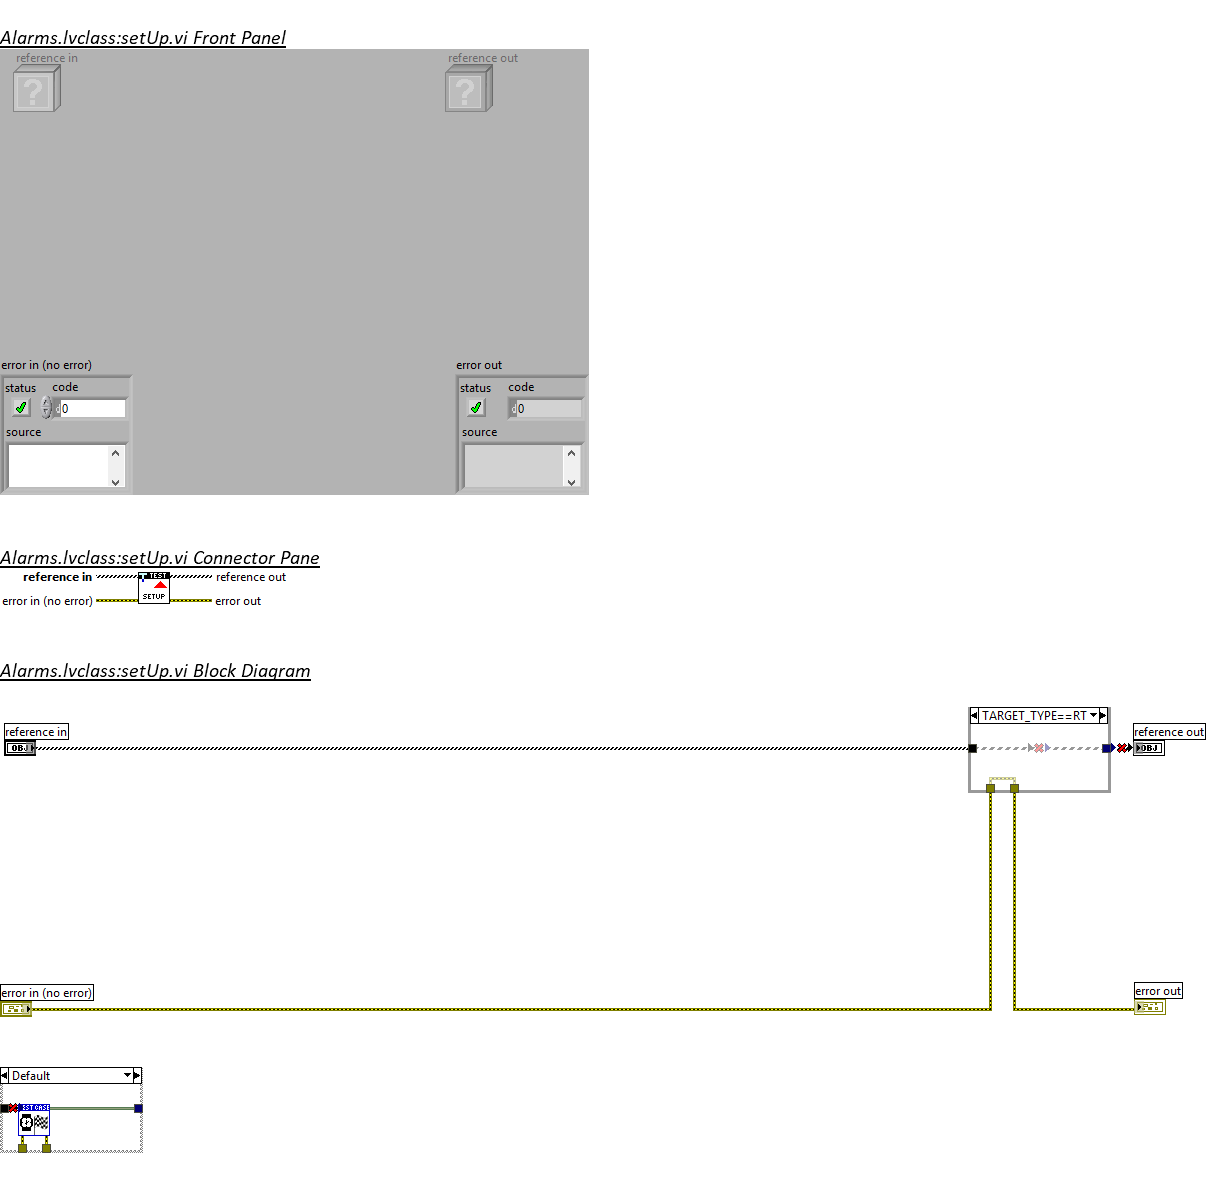 Alarms.lvclass:setUp.vi Front Panel
reference in
reference out
?
?
error in (no error)
error out
status
code
status
code
d 0
d 0
source
source
Alarms.lvclass:setUp.vi Connector Pane
reference in
TEST
reference out
error in (no error)
SETUP
error out
Alarms.lvclass:setUp.vi Block Diagram
TARGET_TYPE==RT
reference in
reference out
OBJ
OBJ
error in (no error)
error out
Default
EST CASE